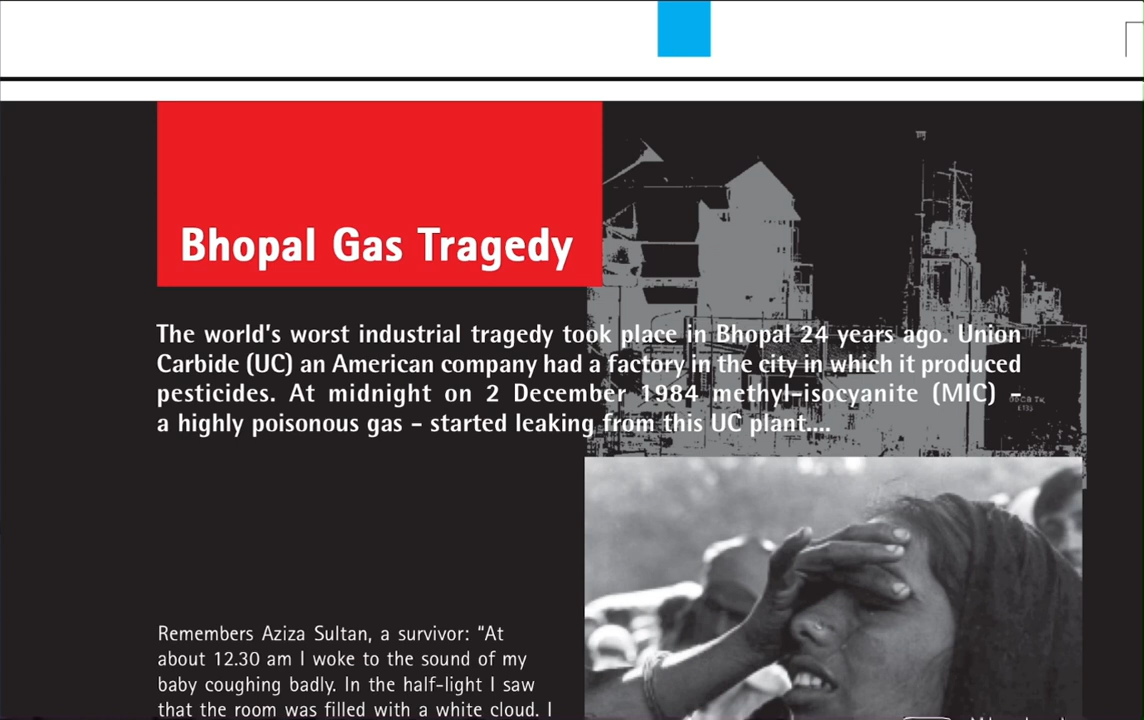 Bhopal Gas Tragedy
The world's worst industrial tragedy took place in Bhopal 24 years ago. Union
Carbide (UC) an American company had a factory in the city in which it produced
pesticides. At midnight on 2 December 1984 methyl-isocyanite (MIC) -
a highly poisonous gas - started leaking from this UC plant....
Remembers Aziza Sultan, a survivor: "At
about 12.30 am I woke to the sound of my
baby coughing badly. In the half-light I saw
that the room was filled with a white cloud. I